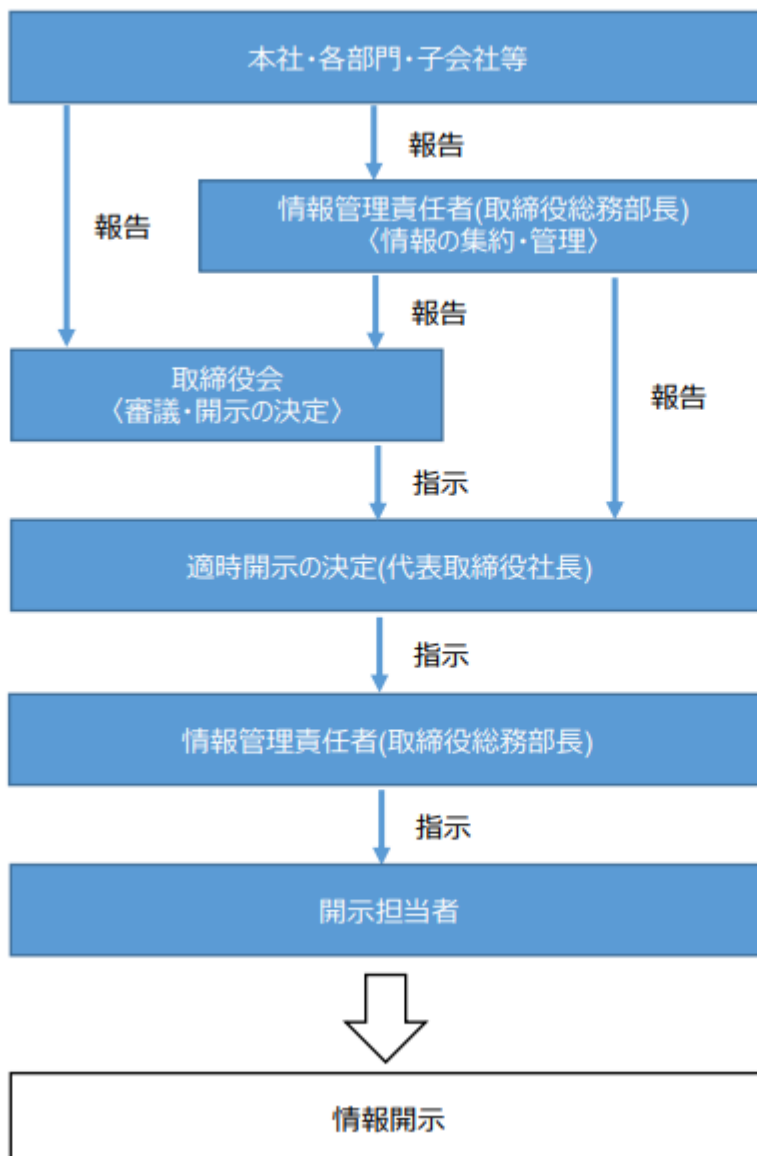 本社・各部門・子会社等
報告
報告
情報管理責任者(取締役総務部長)
〈情報の集約・管理〉
報告
取締役会
〈審議・開示の決定〉
報告
指示
適時開示の決定(代表取締役社長)
指示
情報管理責任者(取締役総務部長)
指示
開示担当者
情報開示